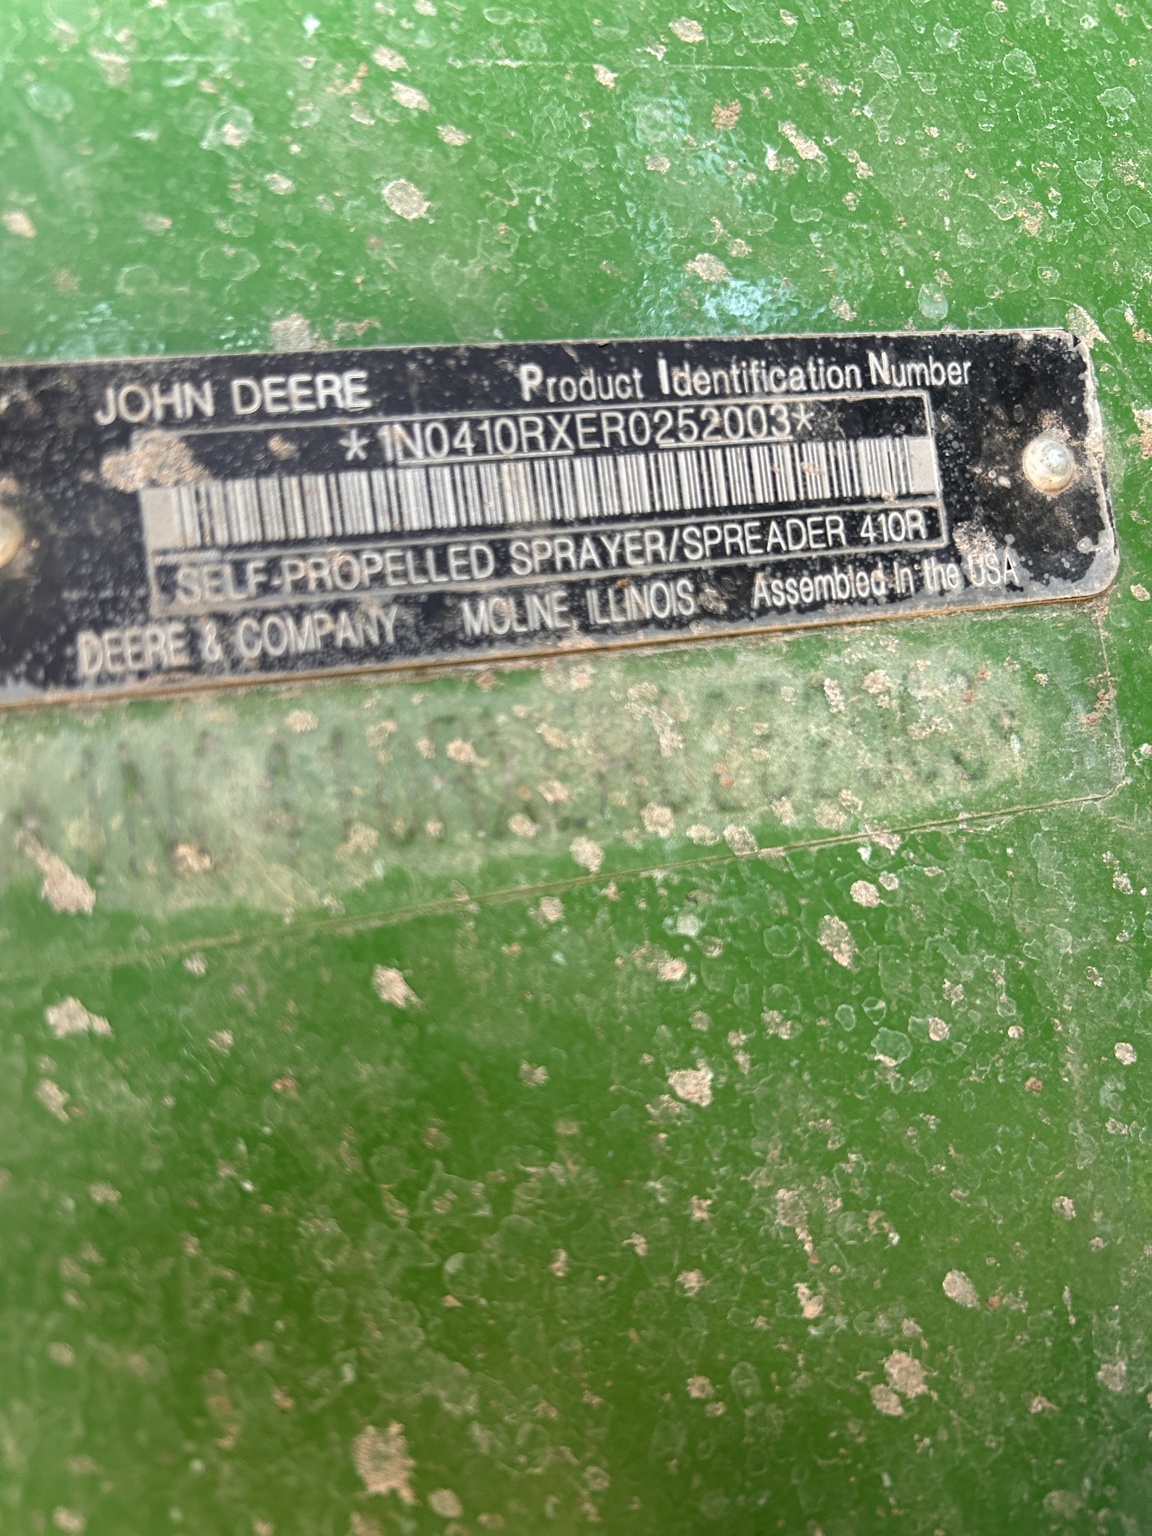 JOHN DEERE Product Identification Number
*1N0410RXER0252003*
SELF-PROPELLED SPRAYER/SPREADER 410R
DEERE & COMPANY MOLINE ILLINOIS Assembled In the USA